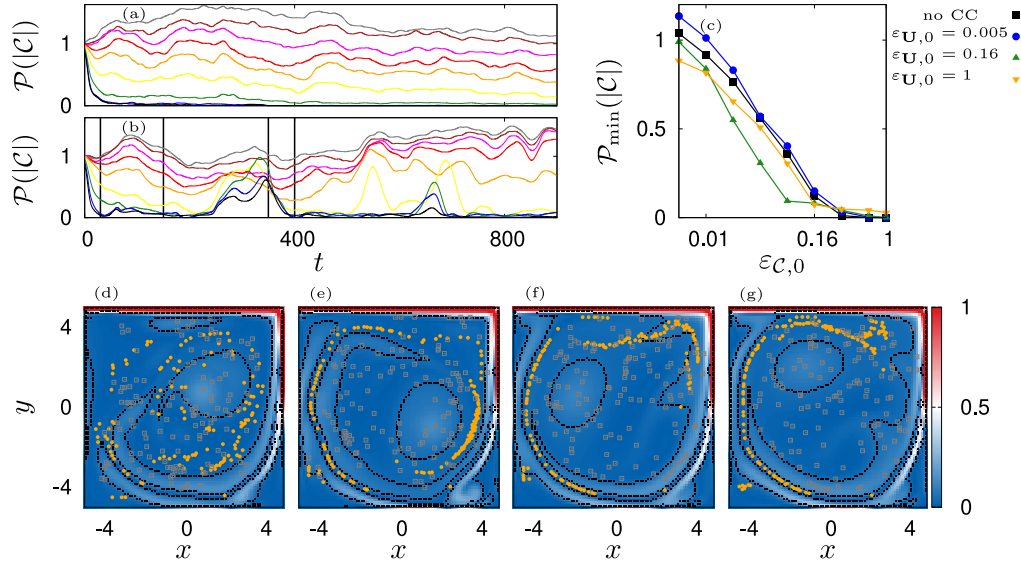 (a)
𝒫(|𝒞|)
1
0
(b)
𝒫(|𝒞|)
1
0
0 400 800
t
(c)
𝒫min(|𝒞|)
1
0.5
0
0.01 0.16 1
ε𝒞,0
no CC
ε𝐔,0 = 0.005
ε𝐔,0 = 0.16
ε𝐔,0 = 1
(d) (e) (f) (g)
y
4
0
-4
-4 0 4 -4 0 4 -4 0 4 -4 0 4
x x x x
1
0.5
0